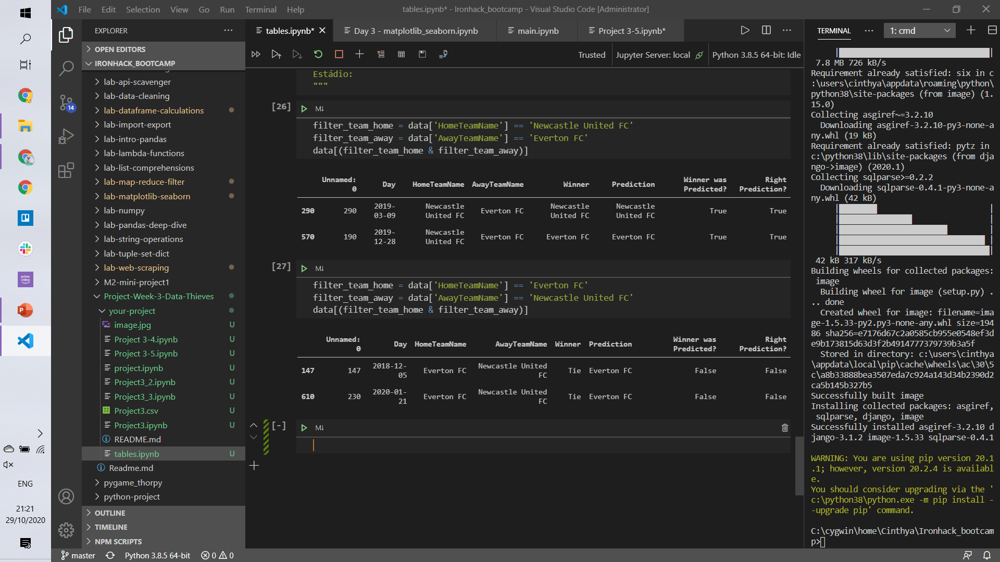 File Edit Selection View Go Run Terminal Help
tables.ipynb* - Ironhack_bootcamp - Visual Studio Code [Administrator]
EXPLORER
OPEN EDITORS
IRONHACK_BOOTCAMP
lab-api-scavenger
lab-data-cleaning
lab-dataframe-calculations
lab-import-export
lab-intro-pandas
lab-lambda-functions
lab-list-comprehensions
lab-map-reduce-filter
lab-matplotlib-seaborn
lab-numpy
lab-pandas-deep-dive
lab-string-operations
lab-tuple-set-dict
lab-web-scraping
M2-mini-project1
Project-Week-3-Data-Thieves
your-project
image.jpg U
Project 3-4.ipynb U
Project 3-5.ipynb U
project.ipynb U
Project3_2.ipynb U
Project3_3.ipynb U
Project3.csv U
Project3.ipynb U
README.md
tables.ipynb U
Readme.md
pygame_thorpy
python-project
OUTLINE
TIMELINE
NPM SCRIPTS
14
prime video
ENG
21:21
29/10/2020
tables.ipynb* Day 3 - matplotlib_seaborn.ipynb main.ipynb Project 3-5.ipynb*
Trusted Jupyter Server: local Python 3.8.5 64-bit: Idle
Estádio:
"""
[26] M↓
filter_team_home = data['HomeTeamName'] == 'Newcastle United FC'
filter_team_away = data['AwayTeamName'] == 'Everton FC'
data[(filter_team_home & filter_team_away)]
Unnamed: 0 Day HomeTeamName AwayTeamName Winner Prediction Winner was Predicted? Right Prediction?
290 290 2019-03-09 Newcastle United FC Everton FC Newcastle United FC Newcastle United FC True True
570 190 2019-12-28 Newcastle United FC Everton FC Everton FC Everton FC True True
[27] M↓
filter_team_home = data['HomeTeamName'] == 'Everton FC'
filter_team_away = data['AwayTeamName'] == 'Newcastle United FC'
data[(filter_team_home & filter_team_away)]
Unnamed: 0 Day HomeTeamName AwayTeamName Winner Prediction Winner was Predicted? Right Prediction?
147 147 2018-12-05 Everton FC Newcastle United FC Tie Everton FC False False
610 230 2020-01-21 Everton FC Newcastle United FC Tie Everton FC False False
[-] M↓
TERMINAL 1: cmd
7.8 MB 726 kB/s
Requirement already satisfied: six in c
:\users\cinthya\appdata\roaming\python\
python38\site-packages (from image) (1.
15.0)
Collecting asgiref~=3.2.10
Downloading asgiref-3.2.10-py3-none-a
ny.whl (19 kB)
Requirement already satisfied: pytz in
c:\python38\lib\site-packages (from dja
ngo->image) (2020.1)
Collecting sqlparse>=0.2.2
Downloading sqlparse-0.4.1-py3-none-a
ny.whl (42 kB)
42 kB 317 kB/s
Building wheels for collected packages:
image
Building wheel for image (setup.py) .
.. done
Created wheel for image: filename=ima
ge-1.5.33-py2.py3-none-any.whl size=194
86 sha256=e7176d67c2a0585cb955e0548ef3d
de9b173815d63d3f2b4914777379739b3a5f
Stored in directory: c:\users\cinthya
\appdata\local\pip\cache\wheels\ac\30\5
c\a8b33888bea3507eda7c924a143d34b2390d2
ca5b145b327b5
Successfully built image
Installing collected packages: asgiref,
sqlparse, django, image
Successfully installed asgiref-3.2.10 d
jango-3.1.2 image-1.5.33 sqlparse-0.4.1
WARNING: You are using pip version 20.1
.1; however, version 20.2.4 is availabl
e.
You should consider upgrading via the '
c:\python38\python.exe -m pip install -
-upgrade pip' command.
C:\cygwin\home\Cinthya\Ironhack_bootcam
p>
master Python 3.8.5 64-bit 0 0